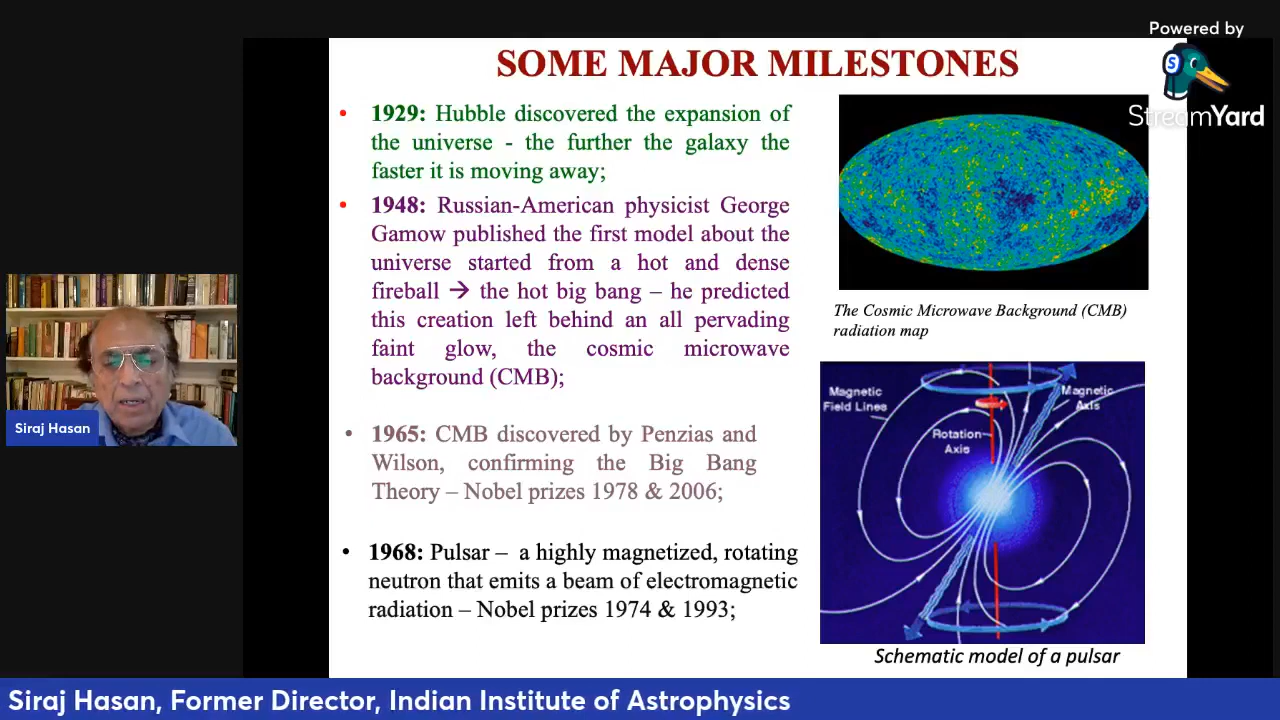 Powered by
S
StreamYard
SOME MAJOR MILESTONES
• 1929: Hubble discovered the expansion of
the universe - the further the galaxy the
faster it is moving away;
• 1948: Russian-American physicist George
Gamow published the first model about the
universe started from a hot and dense
fireball → the hot big bang – he predicted
this creation left behind an all pervading
faint glow, the cosmic microwave
background (CMB);
• 1965: CMB discovered by Penzias and
Wilson, confirming the Big Bang
Theory – Nobel prizes 1978 & 2006;
• 1968: Pulsar – a highly magnetized, rotating
neutron that emits a beam of electromagnetic
radiation – Nobel prizes 1974 & 1993;
The Cosmic Microwave Background (CMB)
radiation map
Magnetic
Field Lines
Magnetic
Axis
Rotation
Axis
Schematic model of a pulsar
Siraj Hasan
Siraj Hasan, Former Director, Indian Institute of Astrophysics